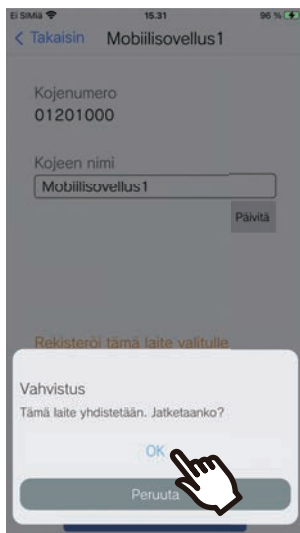 Ei SIMiä 15.31 96 %
Takaisin Mobiilisovellus1
Kojenumero
01201000
Kojeen nimi
Mobiilisovellus1
Päivitä
Rekisteröi tämä laite valitulle
Vahvistus
Tämä laite yhdistetään. Jatketaanko?
OK
Peruuta